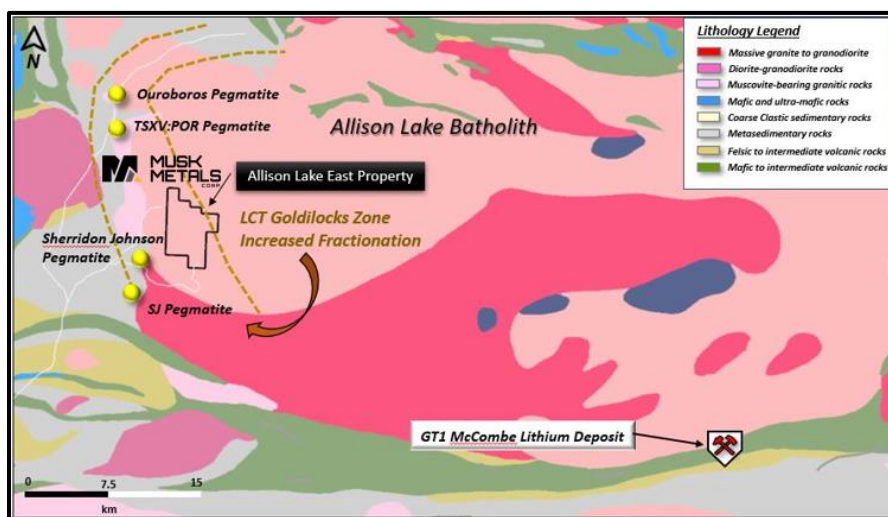 N
Ouroboros Pegmatite
TSXV:POR Pegmatite
MUSK
METALS
CORP.
Allison Lake Batholith
Allison Lake East Property
LCT Goldilocks Zone
Increased Fractionation
Sherridon Johnson
Pegmatite
SJ Pegmatite
GT1 McCombe Lithium Deposit
0 7.5 15
km
Lithology Legend
Massive granite to granodiorite
Diorite-granodiorite rocks
Muscovite-bearing granitic rocks
Mafic and ultra-mafic rocks
Coarse Clastic sedimentary rocks
Metasedimentary rocks
Felsic to intermediate volcanic rocks
Mafic to intermediate volcanic rocks